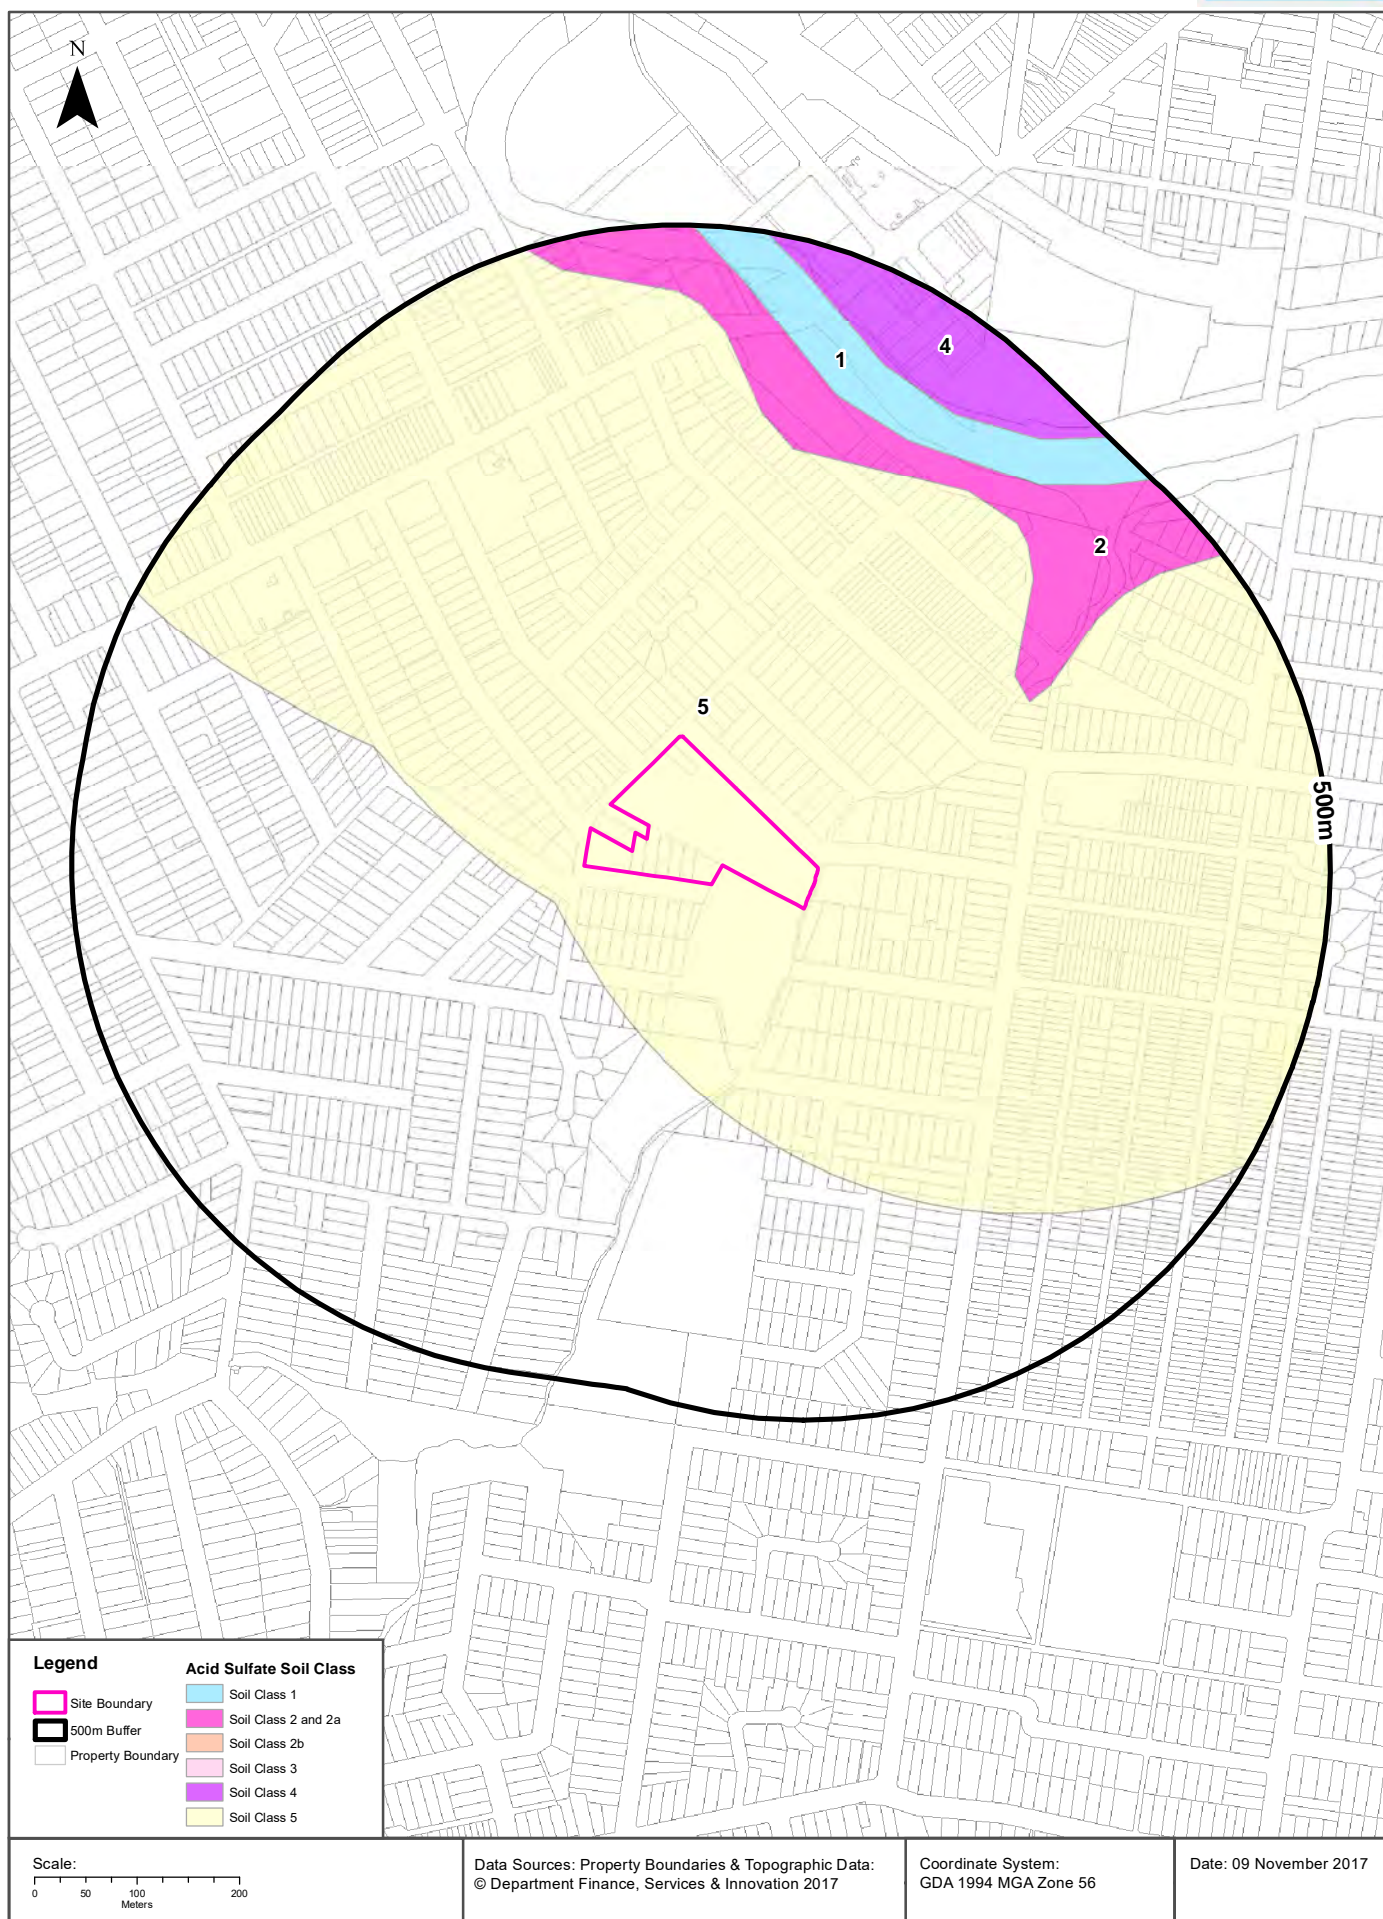 N
1
4
2
5
500m
Legend
Site Boundary
500m Buffer
Property Boundary
Acid Sulfate Soil Class
Soil Class 1
Soil Class 2 and 2a
Soil Class 2b
Soil Class 3
Soil Class 4
Soil Class 5
Scale:
0 50 100 200
Meters
Data Sources: Property Boundaries & Topographic Data:
© Department Finance, Services & Innovation 2017
Coordinate System:
GDA 1994 MGA Zone 56
Date: 09 November 2017